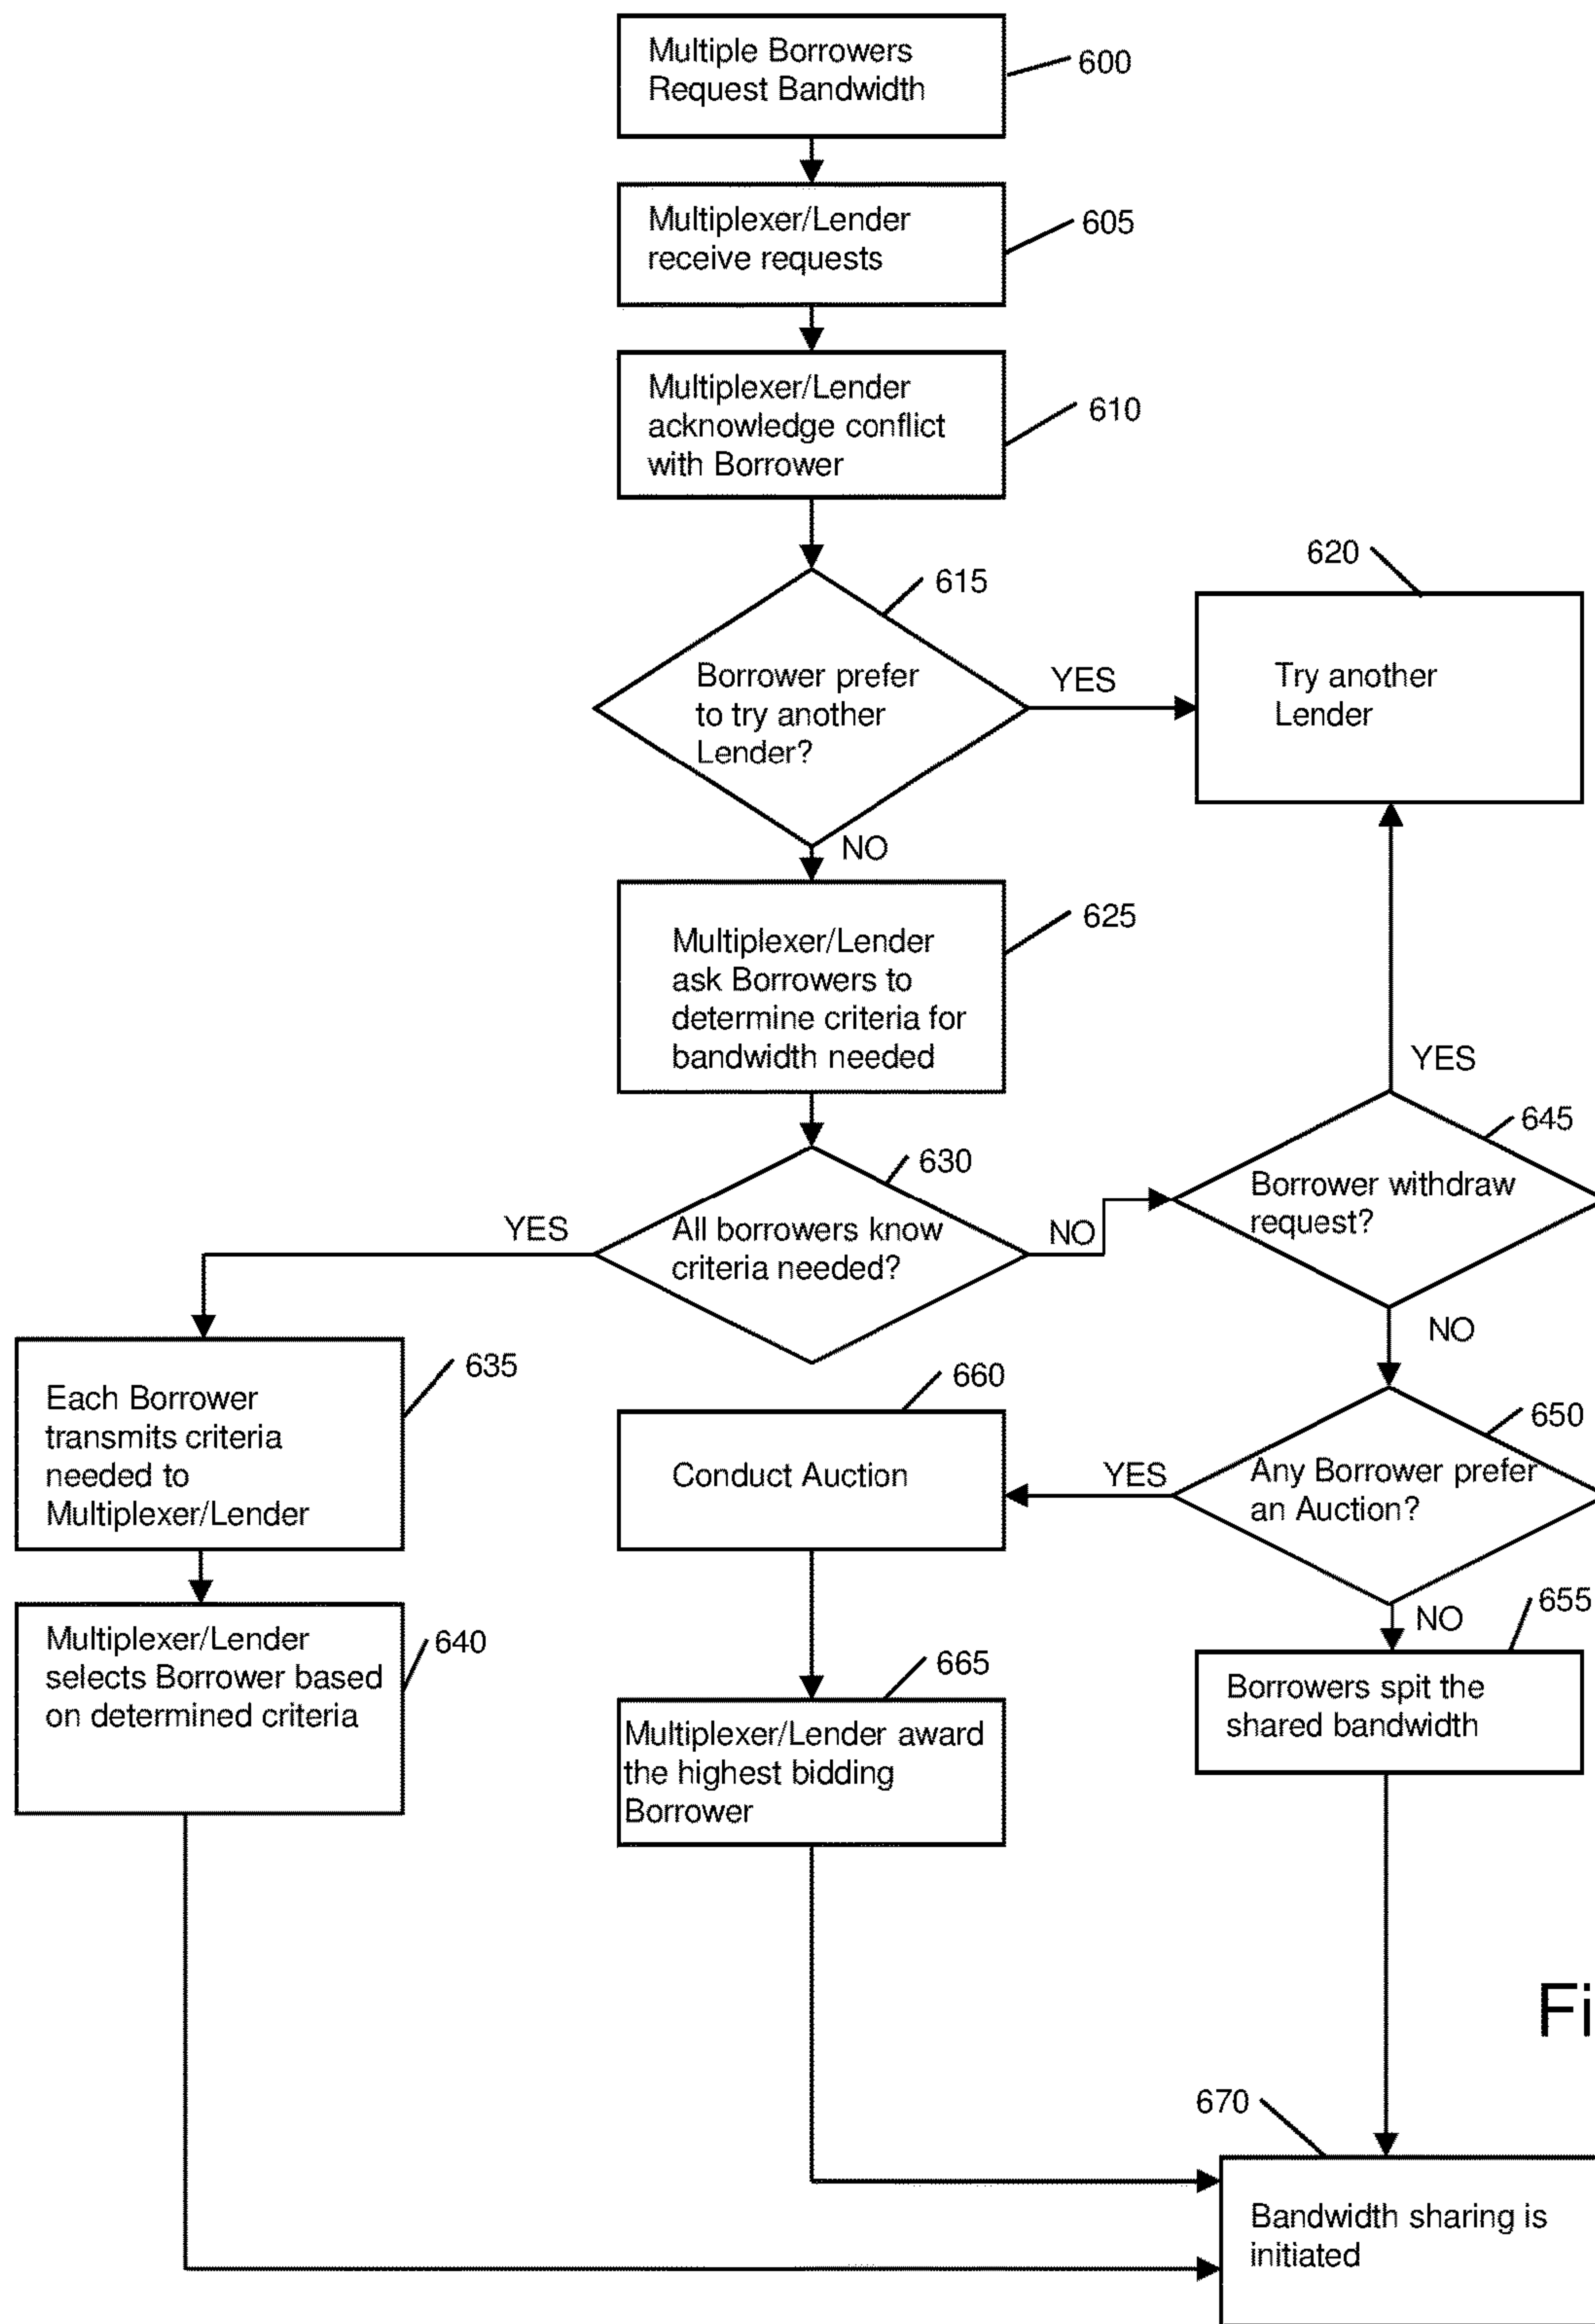 Multiple Borrowers
Request Bandwidth
600
Multiplexer/Lender
receive requests
605
Multiplexer/Lender
acknowledge conflict
with Borrower
610
615
Borrower prefer
to try another
Lender?
YES
620
Try another
Lender
NO
Multiplexer/Lender
ask Borrowers to
determine criteria for
bandwidth needed
625
630
All borrowers know
criteria needed?
YES
NO
YES
645
Borrower withdraw
request?
NO
635
Each Borrower
transmits criteria
needed to
Multiplexer/Lender
660
Conduct Auction
YES
650
Any Borrower prefer
an Auction?
NO
655
Borrowers spit the
shared bandwidth
640
Multiplexer/Lender
selects Borrower based
on determined criteria
665
Multiplexer/Lender award
the highest bidding
Borrower
Fi
670
Bandwidth sharing is
initiated